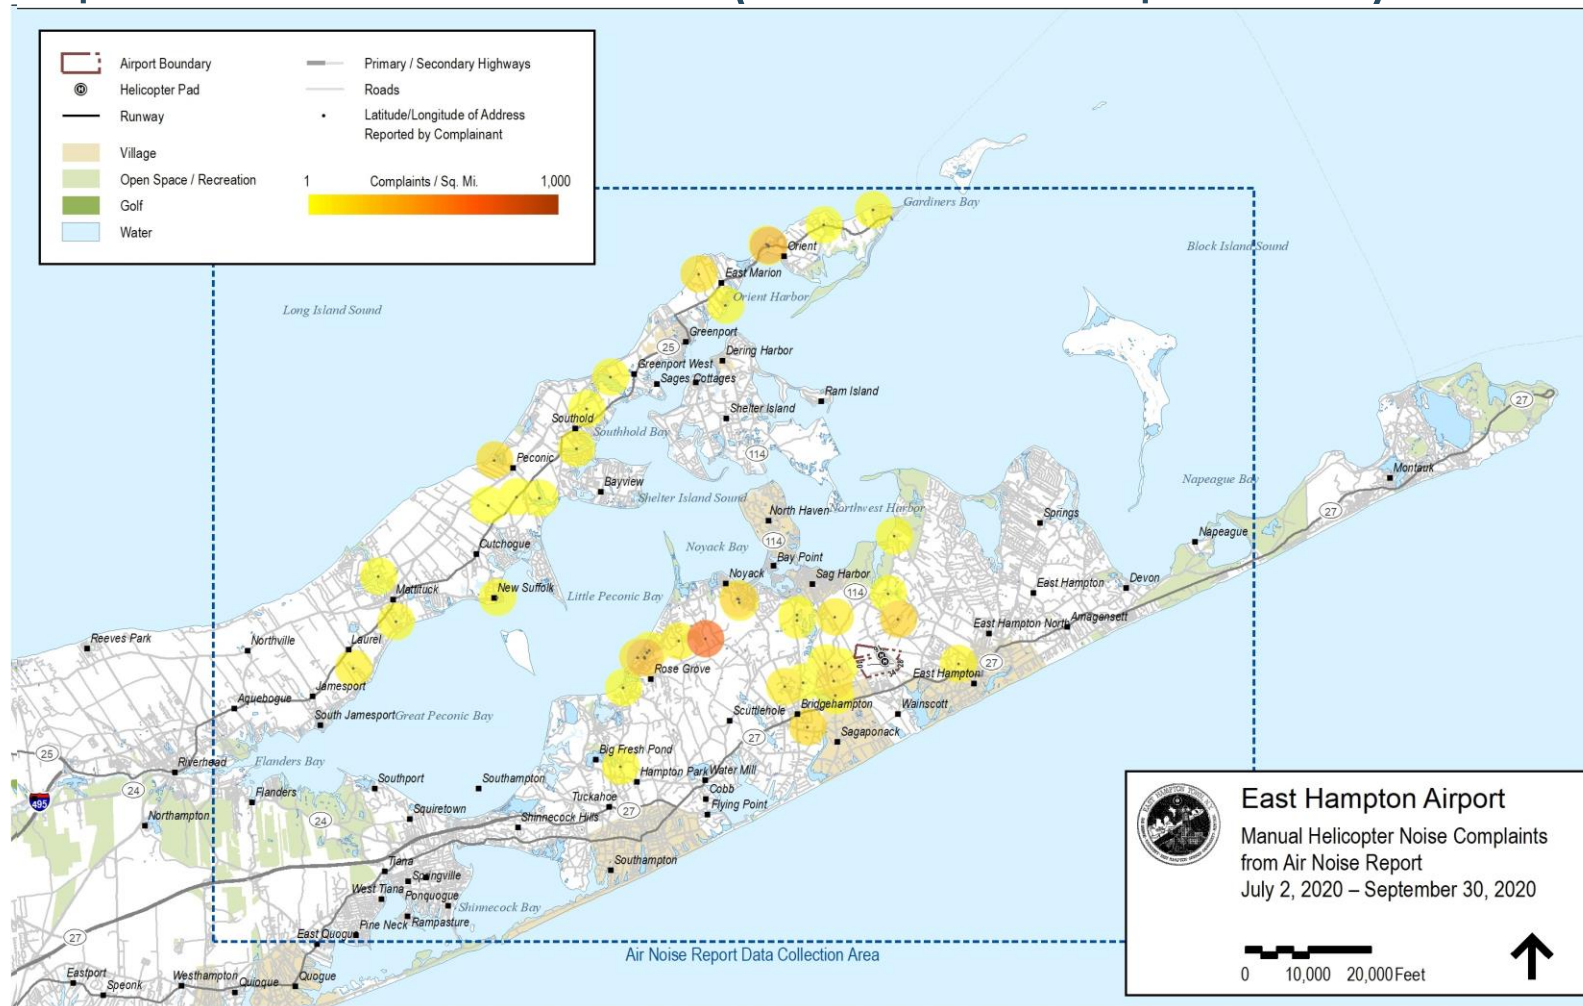 Airport Boundary
Helicopter Pad
Runway
Village
Open Space / Recreation
Golf
Water
Primary / Secondary Highways
Roads
Latitude/Longitude of Address
Reported by Complainant
1 Complaints / Sq. Mi. 1,000
Gardiners Bay
Block Island Sound
Orient
East Marion
Orient Harbor
Long Island Sound
Greenport
25
Dering Harbor
Greenport West
Sages Cottages
Ram Island
Shelter Island
Southold
Southhold Bay
27
114
Peconic
Montauk
Bayview
Shelter Island Sound
Napeague Bay
North Haven
Northwest Harbor
Springs
27
114
Noyack Bay
Napeague
Cutchogue
Bay Point
Noyack
Sag Harbor
Mattituck
New Suffolk
Little Peconic Bay
114
East Hampton
Devon
Amagansett
East Hampton North
Reeves Park
Northville
Laurel
Rose Grove
27
East Hampton
Jamesport
Aquebogue
South Jamesport
Great Peconic Bay
Scuttlehole
Bridgehampton
Wainscott
Sagaponack
27
25
Riverhead
Flanders Bay
Big Fresh Pond
Hampton Park
Water Mill
24
Flanders
Southport
Southampton
Cobb
495
Tuckahoe
27
Flying Point
Northampton
24
Squiretown
Shinnecock Hills
Tiana
Southampton
Springville
West Tiana
Ponquogue
Shinnecock Bay
Pine Neck
Rampasture
27
East Quogue
Eastport
Speonk
Westhampton
Quiogue
Quogue
Air Noise Report Data Collection Area
East Hampton Airport
Manual Helicopter Noise Complaints
from Air Noise Report
July 2, 2020 – September 30, 2020
0 10,000 20,000 Feet